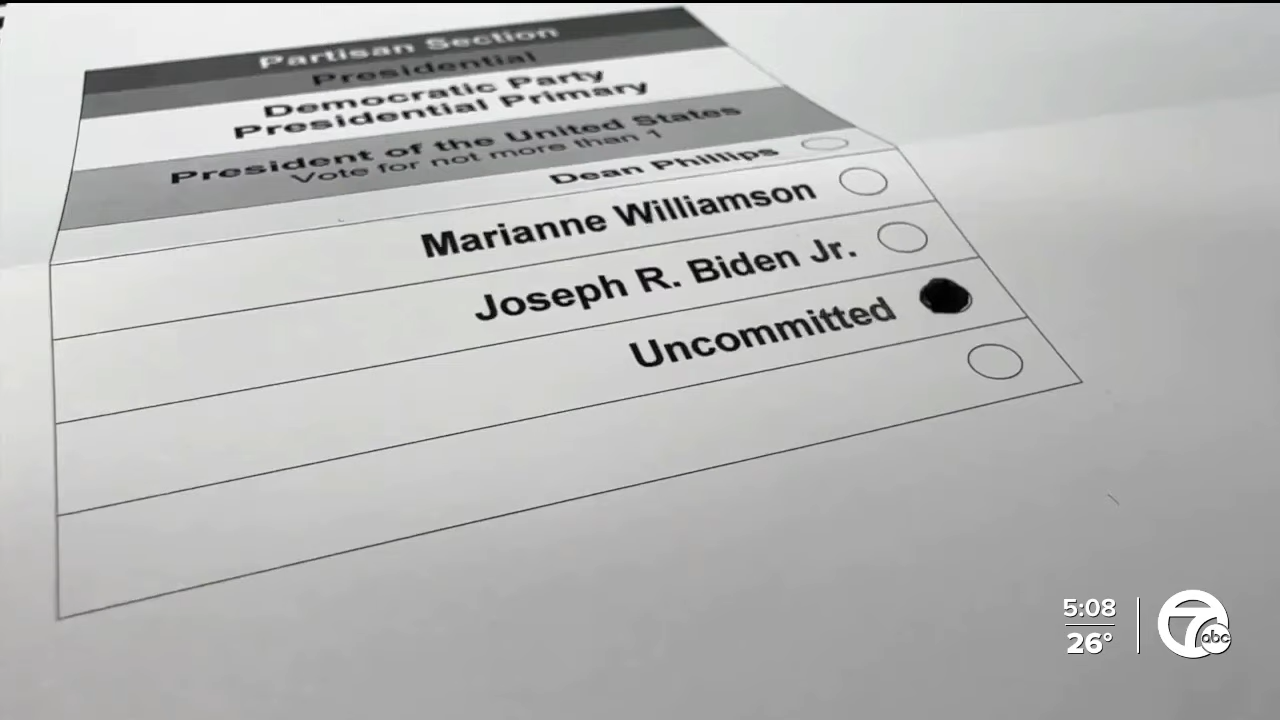 Partisan Section
Presidential
Democratic Party
Presidential Primary
President of the United States
Vote for not more than 1
Dean Phillips
Marianne Williamson
Joseph R. Biden Jr.
Uncommitted
5:08
26°
7
abc